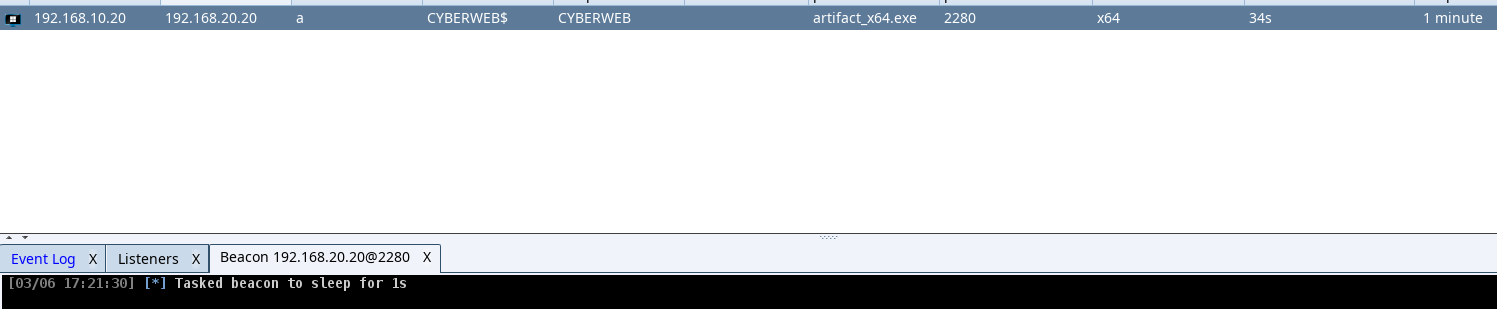 192.168.10.20 192.168.20.20 a CYBERWEB$ CYBERWEB artifact_x64.exe 2280 x64 34s 1 minute
Event Log X Listeners X Beacon 192.168.20.20@2280 X
[03/06 17:21:30] [*] Tasked beacon to sleep for 1s